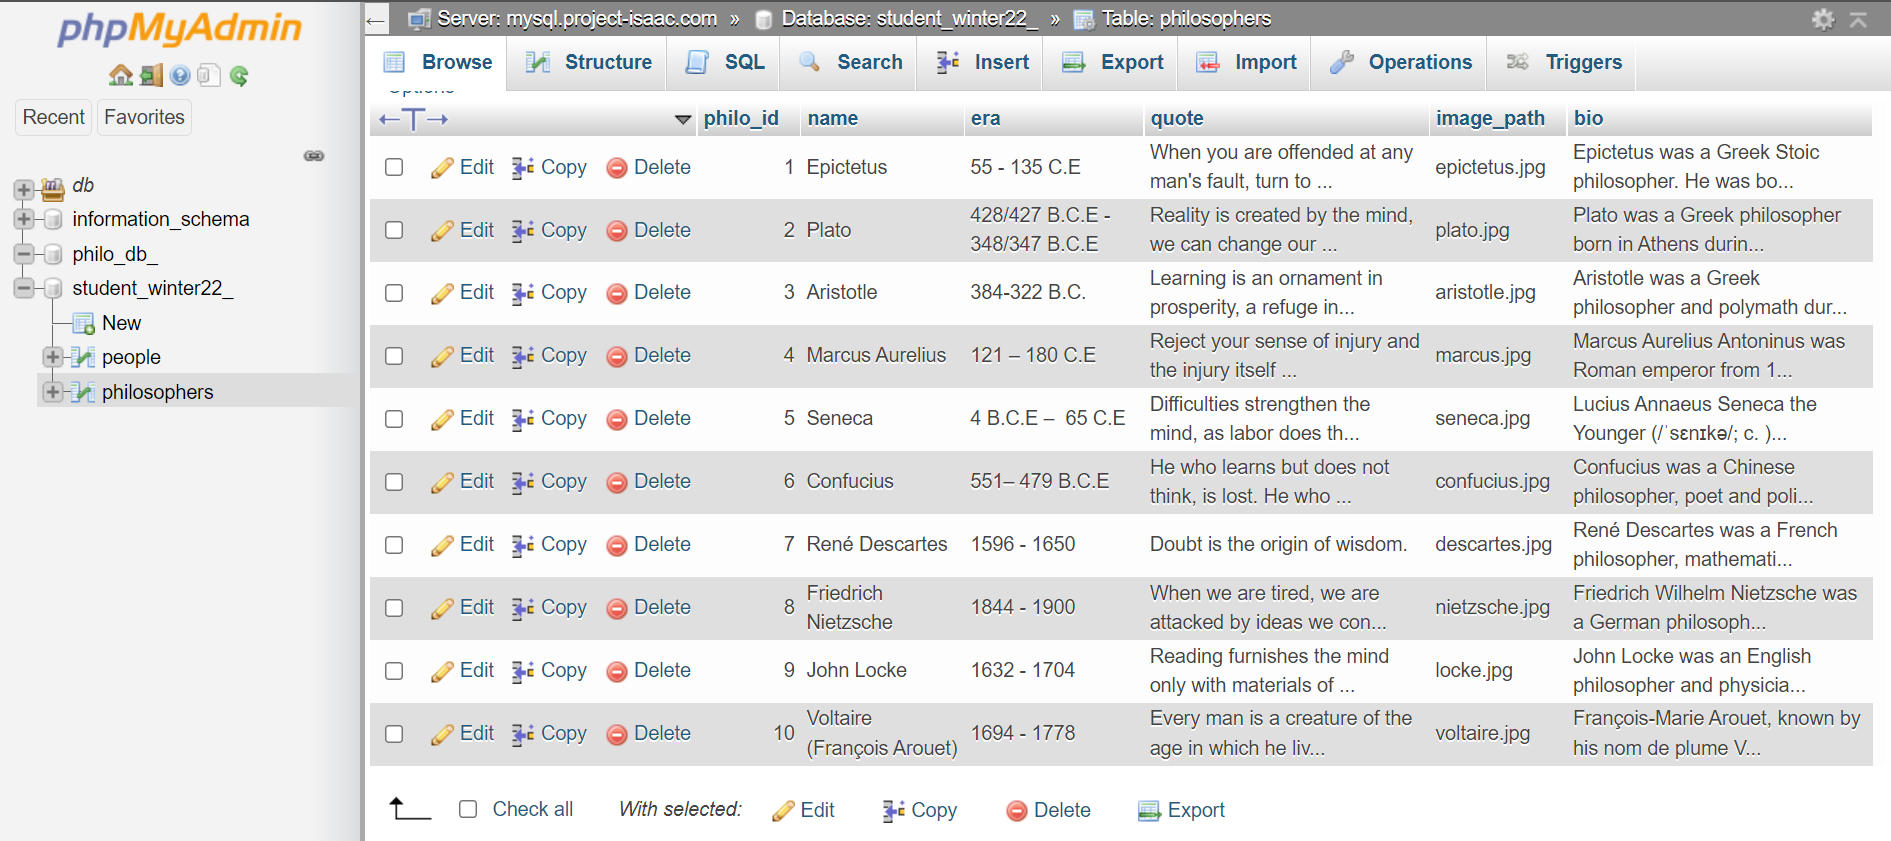 phpMyAdmin
Recent Favorites
db
information_schema
philo_db_
student_winter22_
New
people
philosophers
Server: mysql.project-isaac.com » Database: student_winter22_ » Table: philosophers
Browse Structure SQL Search Insert Export Import Operations Triggers
Options
philo_id name era quote image_path bio
Edit Copy Delete 1 Epictetus 55 - 135 C.E When you are offended at any man's fault, turn to ... epictetus.jpg Epictetus was a Greek Stoic philosopher. He was bo...
Edit Copy Delete 2 Plato 428/427 B.C.E - 348/347 B.C.E Reality is created by the mind, we can change our ... plato.jpg Plato was a Greek philosopher born in Athens durin...
Edit Copy Delete 3 Aristotle 384-322 B.C. Learning is an ornament in prosperity, a refuge in... aristotle.jpg Aristotle was a Greek philosopher and polymath dur...
Edit Copy Delete 4 Marcus Aurelius 121 – 180 C.E Reject your sense of injury and the injury itself ... marcus.jpg Marcus Aurelius Antoninus was Roman emperor from 1...
Edit Copy Delete 5 Seneca 4 B.C.E – 65 C.E Difficulties strengthen the mind, as labor does th... seneca.jpg Lucius Annaeus Seneca the Younger (/ˈsɛnɪkə/; c. )...
Edit Copy Delete 6 Confucius 551– 479 B.C.E He who learns but does not think, is lost. He who ... confucius.jpg Confucius was a Chinese philosopher, poet and poli...
Edit Copy Delete 7 René Descartes 1596 - 1650 Doubt is the origin of wisdom. descartes.jpg René Descartes was a French philosopher, mathemati...
Edit Copy Delete 8 Friedrich Nietzsche 1844 - 1900 When we are tired, we are attacked by ideas we con... nietzsche.jpg Friedrich Wilhelm Nietzsche was a German philosoph...
Edit Copy Delete 9 John Locke 1632 - 1704 Reading furnishes the mind only with materials of ... locke.jpg John Locke was an English philosopher and physicia...
Edit Copy Delete 10 Voltaire (François Arouet) 1694 - 1778 Every man is a creature of the age in which he liv... voltaire.jpg François-Marie Arouet, known by his nom de plume V...
Check all With selected: Edit Copy Delete Export